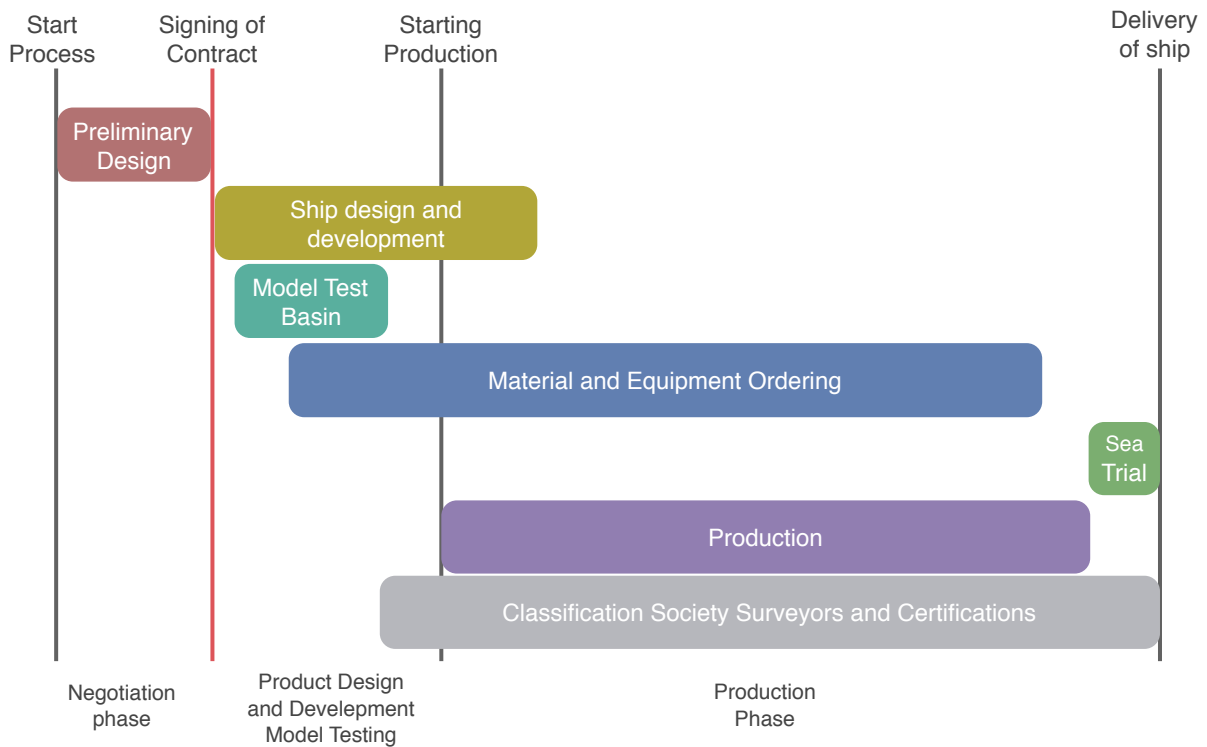 Start
Process
Signing of
Contract
Starting
Production
Delivery
of ship
Preliminary
Design
Ship design and
development
Model Test
Basin
Material and Equipment Ordering
Sea
Trial
Production
Classification Society Surveyors and Certifications
Negotiation
phase
Product Design
and Develepment
Model Testing
Production
Phase